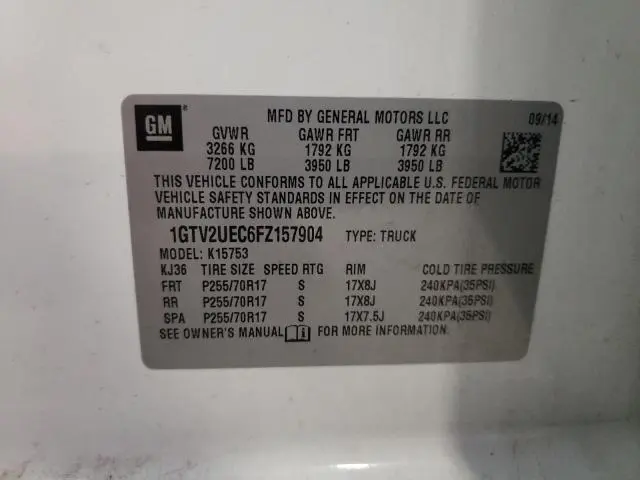 GM ®
MFD BY GENERAL MOTORS LLC 09/14
GVWR GAWR FRT GAWR RR
3266 KG 1792 KG 1792 KG
7200 LB 3950 LB 3950 LB
THIS VEHICLE CONFORMS TO ALL APPLICABLE U.S. FEDERAL MOTOR
VEHICLE SAFETY STANDARDS IN EFFECT ON THE DATE OF
MANUFACTURE SHOWN ABOVE.
1GTV2UEC6FZ157904 TYPE: TRUCK
MODEL: K15753
KJ36 TIRE SIZE SPEED RTG RIM COLD TIRE PRESSURE
FRT P255/70R17 S 17X8J 240KPA(35PSI)
RR P255/70R17 S 17X8J 240KPA(35PSI)
SPA P255/70R17 S 17X7.5J 240KPA(35PSI)
SEE OWNER'S MANUAL FOR MORE INFORMATION.